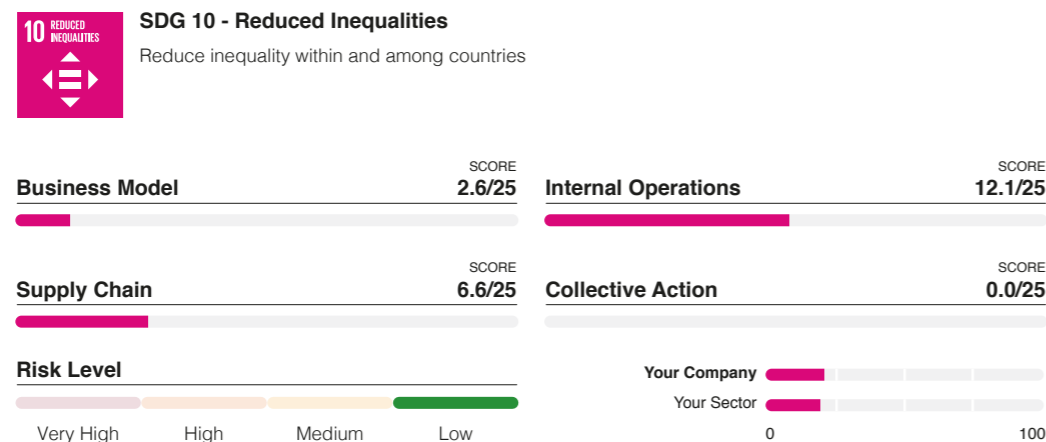 10 REDUCED
INEQUALITIES
SDG 10 - Reduced Inequalities
Reduce inequality within and among countries
SCORE
Business Model 2.6/25
SCORE
Internal Operations 12.1/25
SCORE
Supply Chain 6.6/25
SCORE
Collective Action 0.0/25
Risk Level
Very High High Medium Low
Your Company
Your Sector
0 100